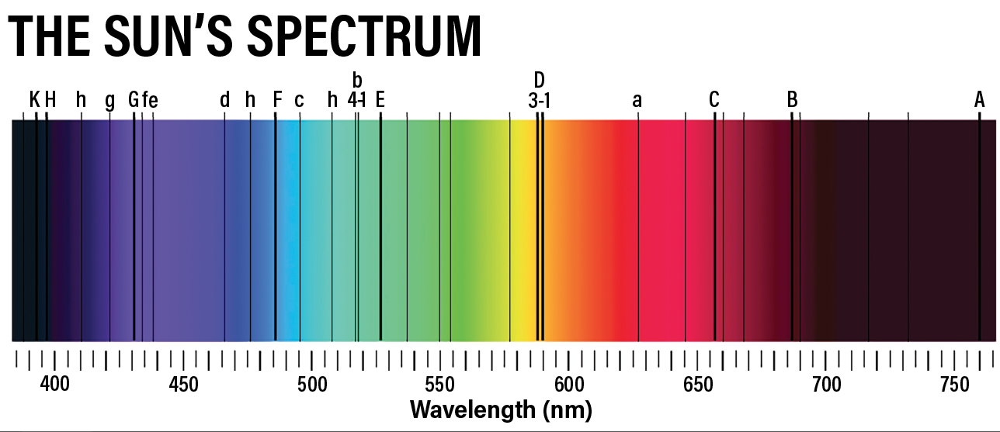 THE SUN’S SPECTRUM
b D
K H h g G f e d h F c h 4-1 E 3-1 a C B A
400 450 500 550 600 650 700 750
Wavelength (nm)